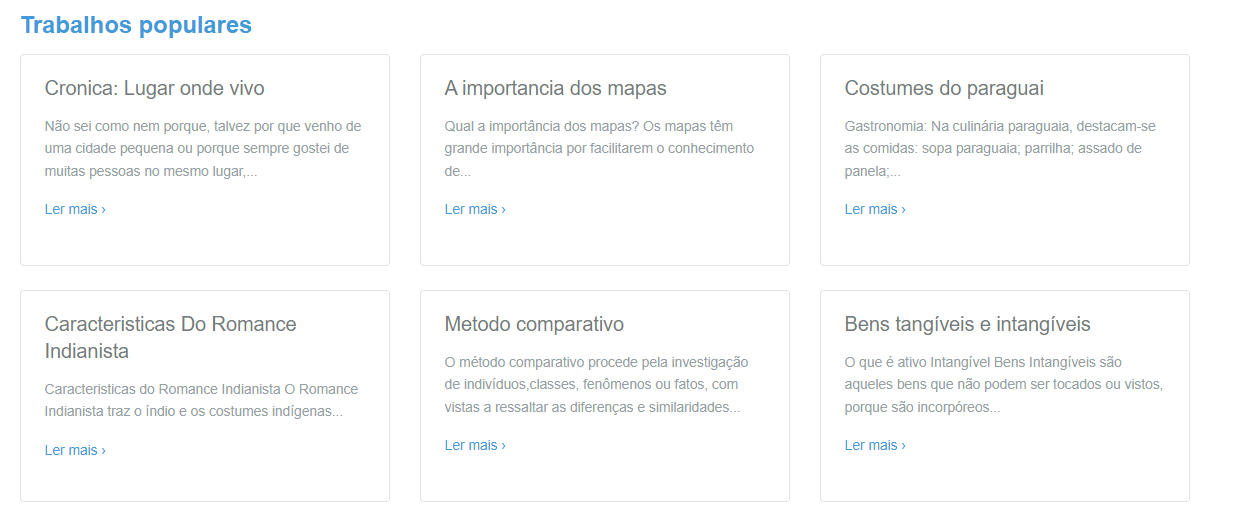 Trabalhos populares
Cronica: Lugar onde vivo
Não sei como nem porque, talvez por que venho de
uma cidade pequena ou porque sempre gostei de
muitas pessoas no mesmo lugar,...
Ler mais ›
A importancia dos mapas
Qual a importância dos mapas? Os mapas têm
grande importância por facilitarem o conhecimento
de...
Ler mais ›
Costumes do paraguai
Gastronomia: Na culinária paraguaia, destacam-se
as comidas: sopa paraguaia; parrilha; assado de
panela;...
Ler mais ›
Caracteristicas Do Romance
Indianista
Caracteristicas do Romance Indianista O Romance
Indianista traz o índio e os costumes indígenas...
Ler mais ›
Metodo comparativo
O método comparativo procede pela investigação
de indivíduos,classes, fenômenos ou fatos, com
vistas a ressaltar as diferenças e similaridades...
Ler mais ›
Bens tangíveis e intangíveis
O que é ativo Intangível Bens Intangíveis são
aqueles bens que não podem ser tocados ou vistos,
porque são incorpóreos...
Ler mais ›